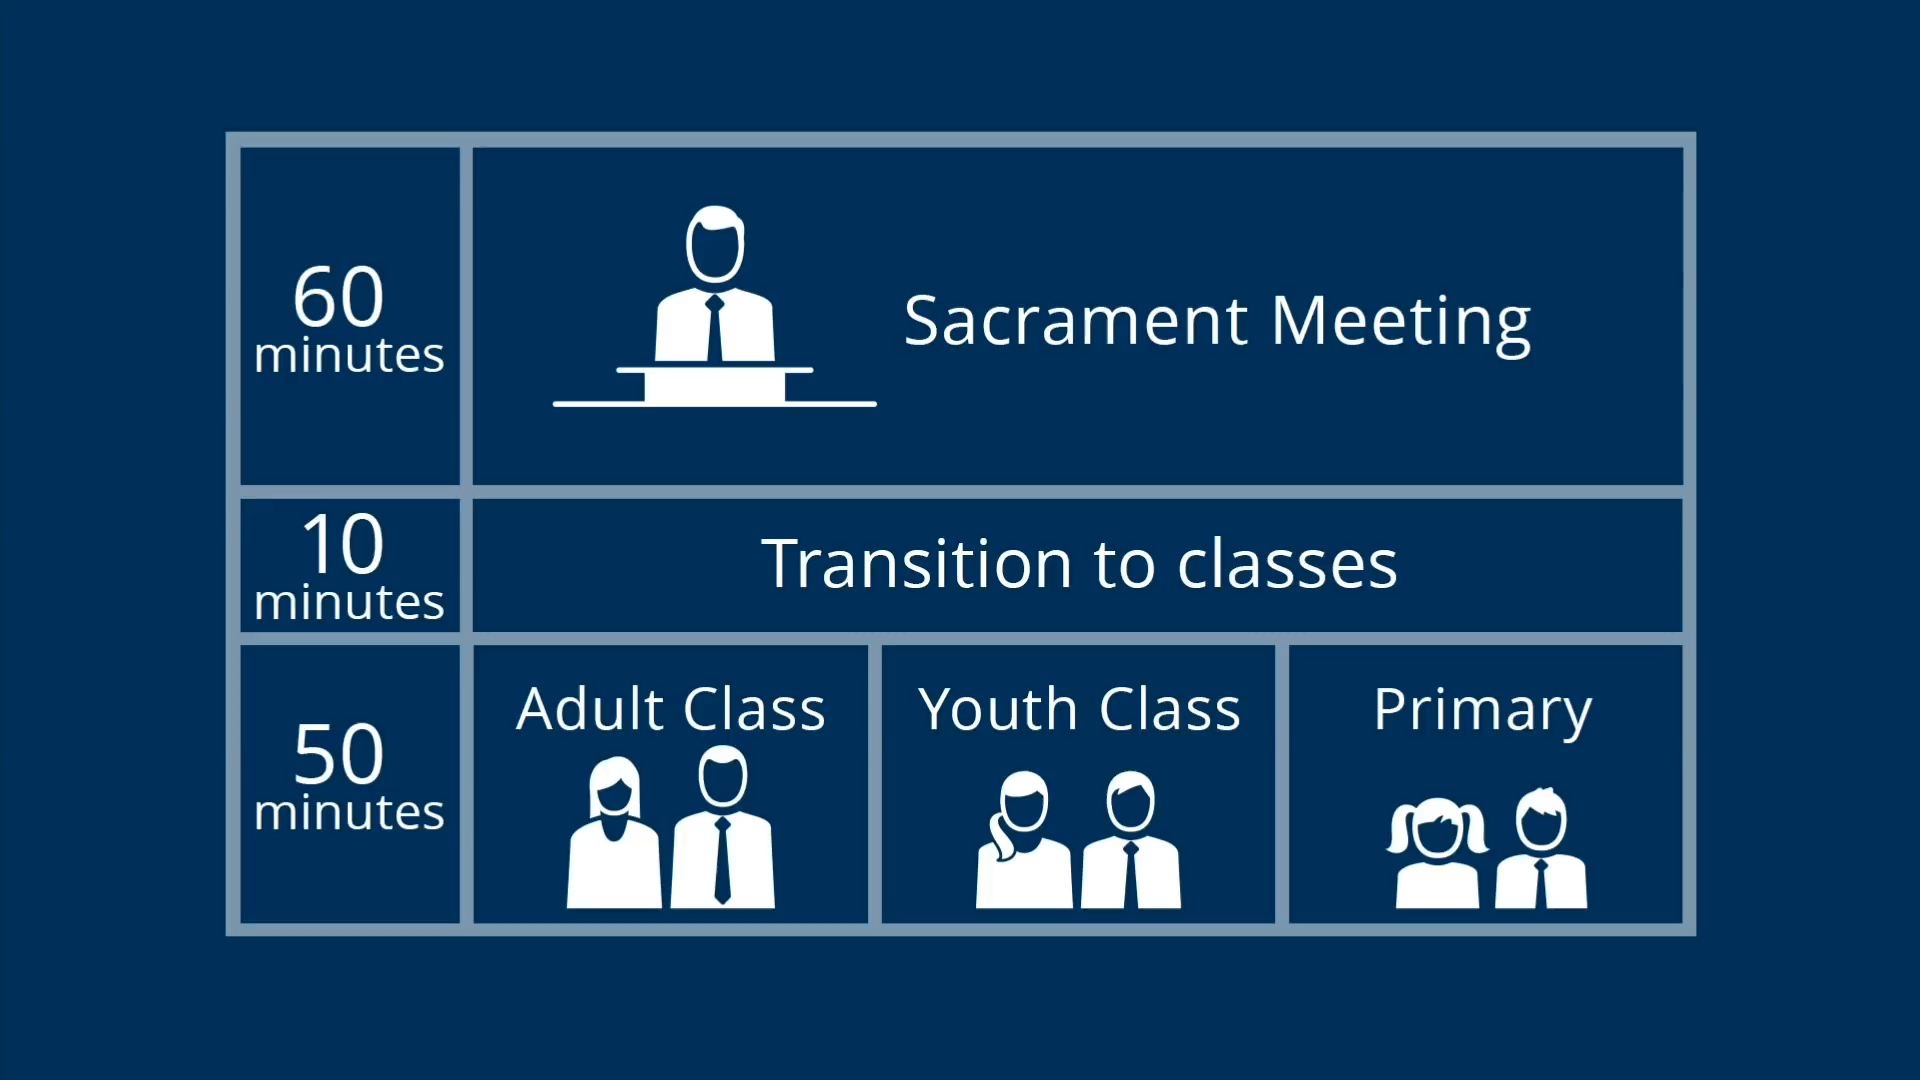 60
minutes
Sacrament Meeting
10
minutes
Transition to classes
50
minutes
Adult Class
Youth Class
Primary